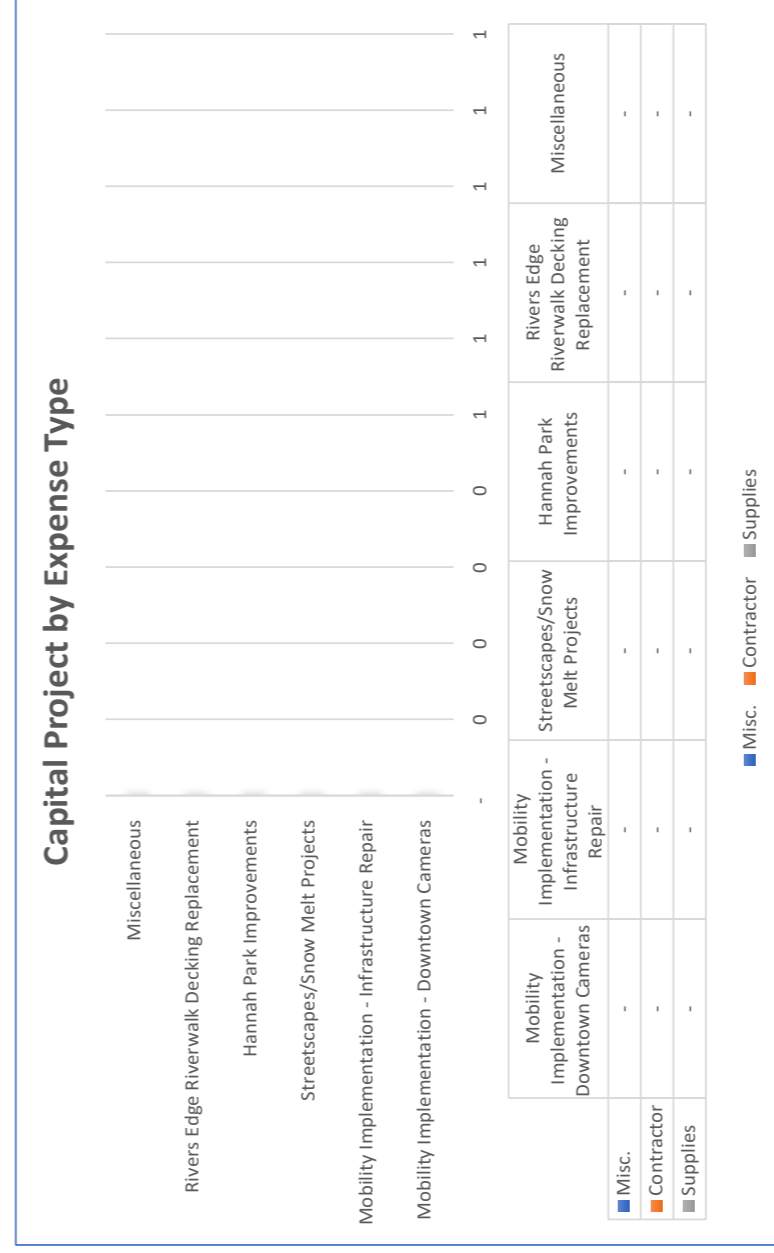 Capital Project by Expense Type
Miscellaneous
Rivers Edge Riverwalk Decking Replacement
Hannah Park Improvements
Streetscapes/Snow Melt Projects
Mobility Implementation - Infrastructure Repair
Mobility Implementation - Downtown Cameras
- 0 0 0 0 1 1 1 1 1 1
Mobility
Implementation -
Downtown Cameras
Mobility
Implementation -
Infrastructure
Repair
Streetscapes/Snow
Melt Projects
Hannah Park
Improvements
Rivers Edge
Riverwalk Decking
Replacement
Miscellaneous
Misc. - - - - - -
Contractor - - - - - -
Supplies - - - - - -
Misc. Contractor Supplies